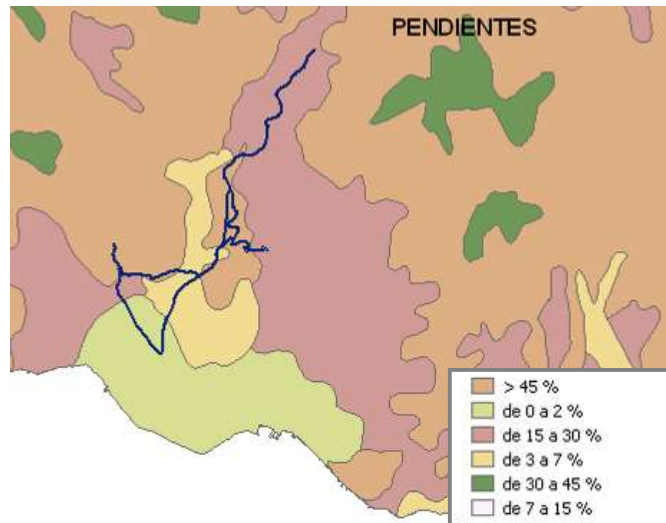 PENDIENTES
> 45 %
de 0 a 2 %
de 15 a 30 %
de 3 a 7 %
de 30 a 45 %
de 7 a 15 %